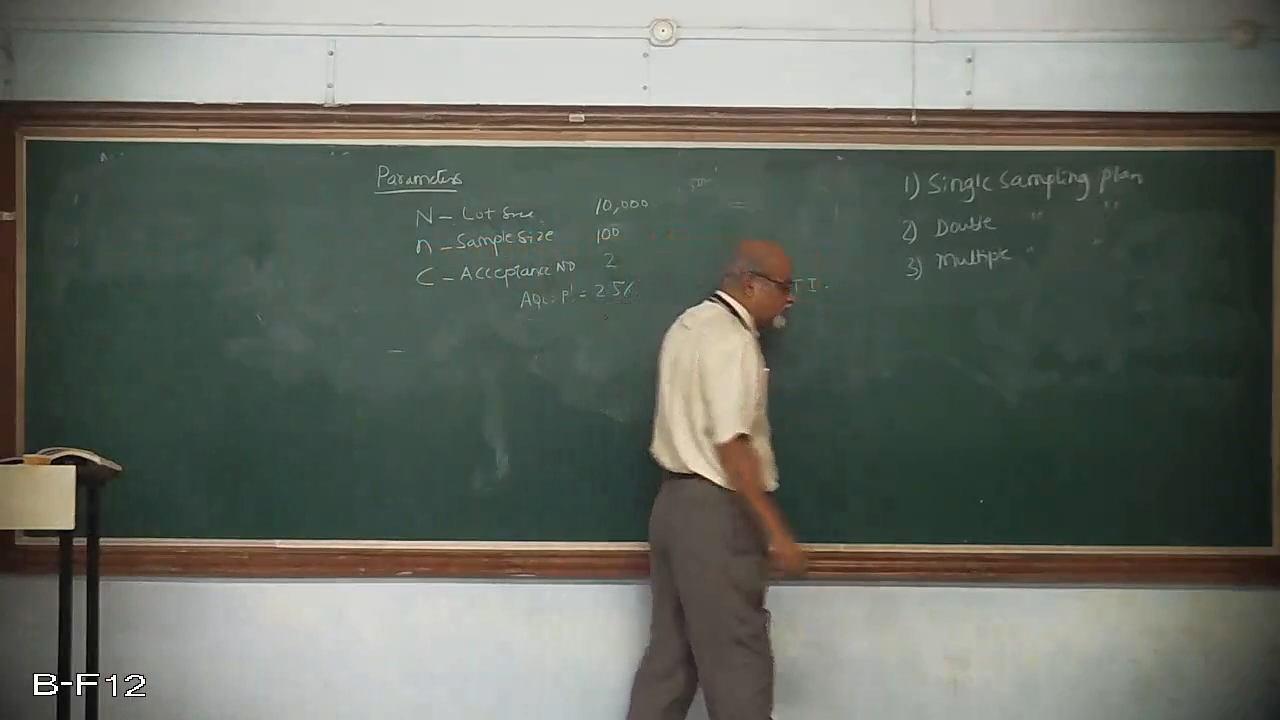 Parameters
N - Lot Size 10,000
n - Sample Size 100
C - Acceptance No 2
AQL: P' = 2.5%
1) Single Sampling Plan
2) Double " "
3) Multiple " "
B-F12